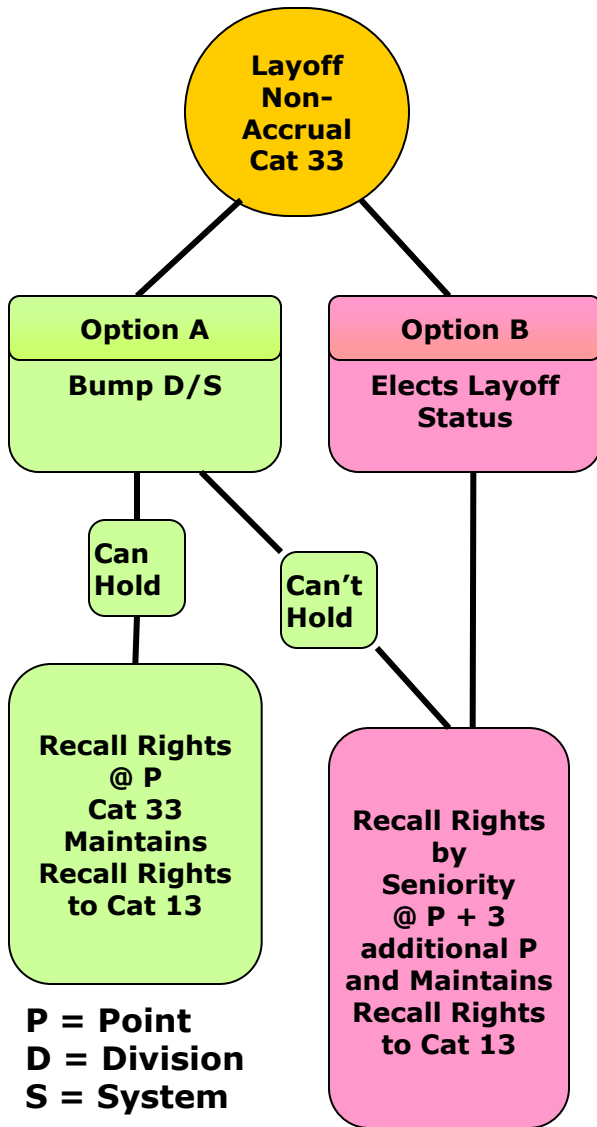 Layoff
Non-
Accrual
Cat 33
Option A
Bump D/S
Option B
Elects Layoff
Status
Can
Hold
Can't
Hold
Recall Rights
@ P
Cat 33
Maintains
Recall Rights
to Cat 13
Recall Rights
by
Seniority
@ P + 3
additional P
and Maintains
Recall Rights
to Cat 13
P = Point
D = Division
S = System